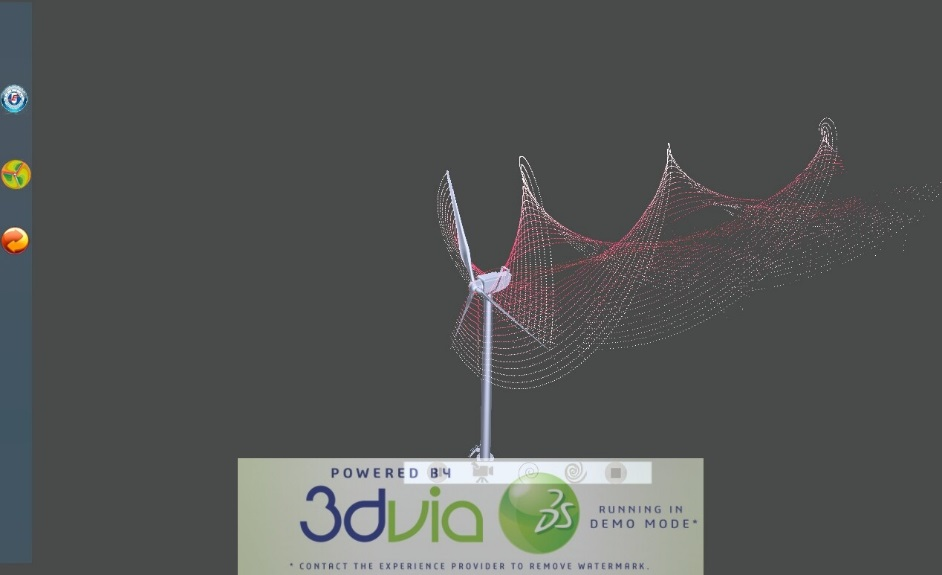 POWERED BY
3dvia
RUNNING IN
DEMO MODE*
* CONTACT THE EXPERIENCE PROVIDER TO REMOVE WATERMARK.